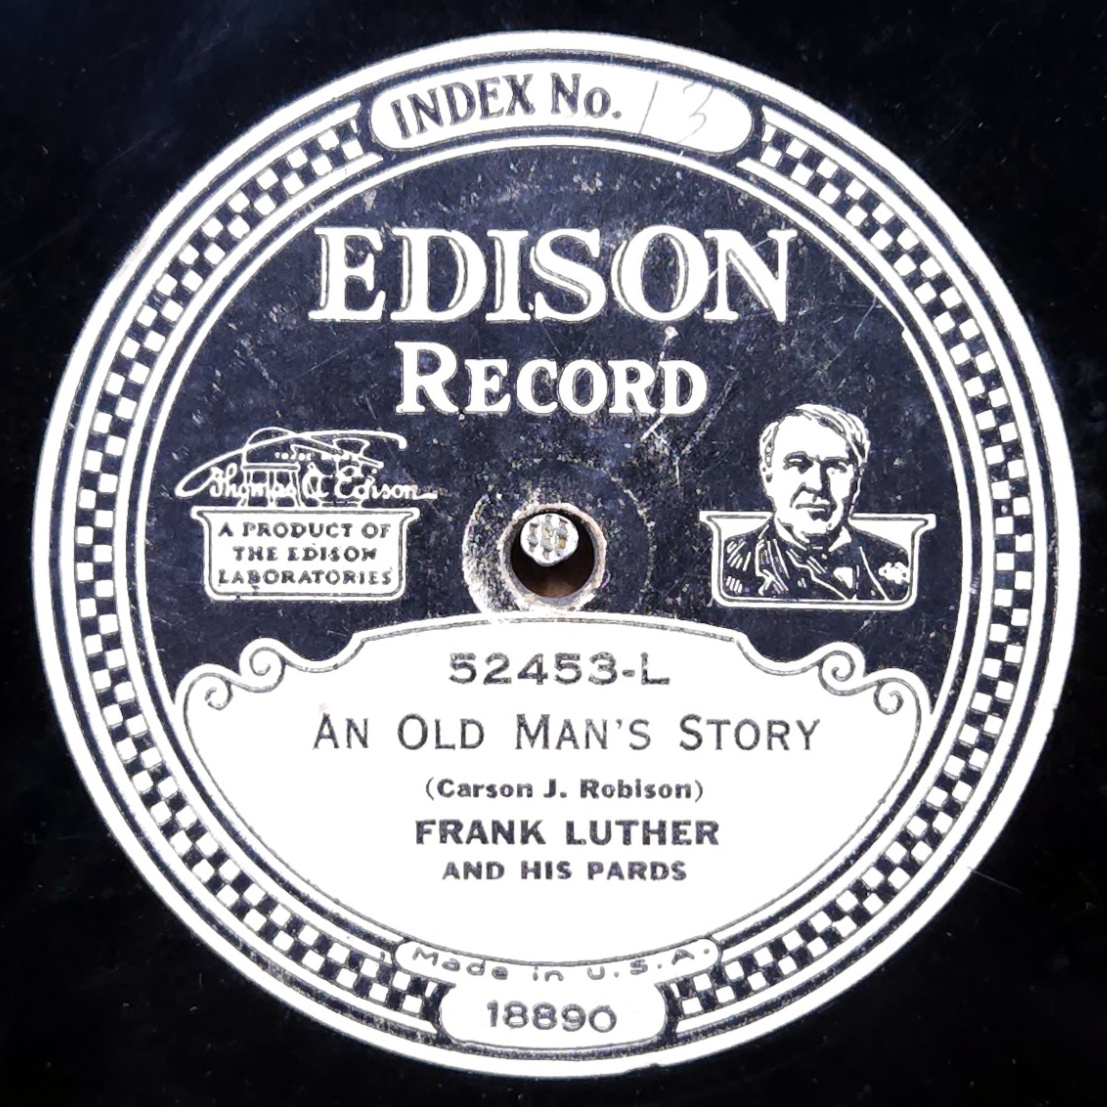 INDEX No. 13
EDISON
RECORD
Thomas A Edison
A PRODUCT OF
THE EDISON
LABORATORIES
52453-L
AN OLD MAN'S STORY
(Carson J. Robison)
FRANK LUTHER
AND HIS PARDS
Made in U.S.A.
18890